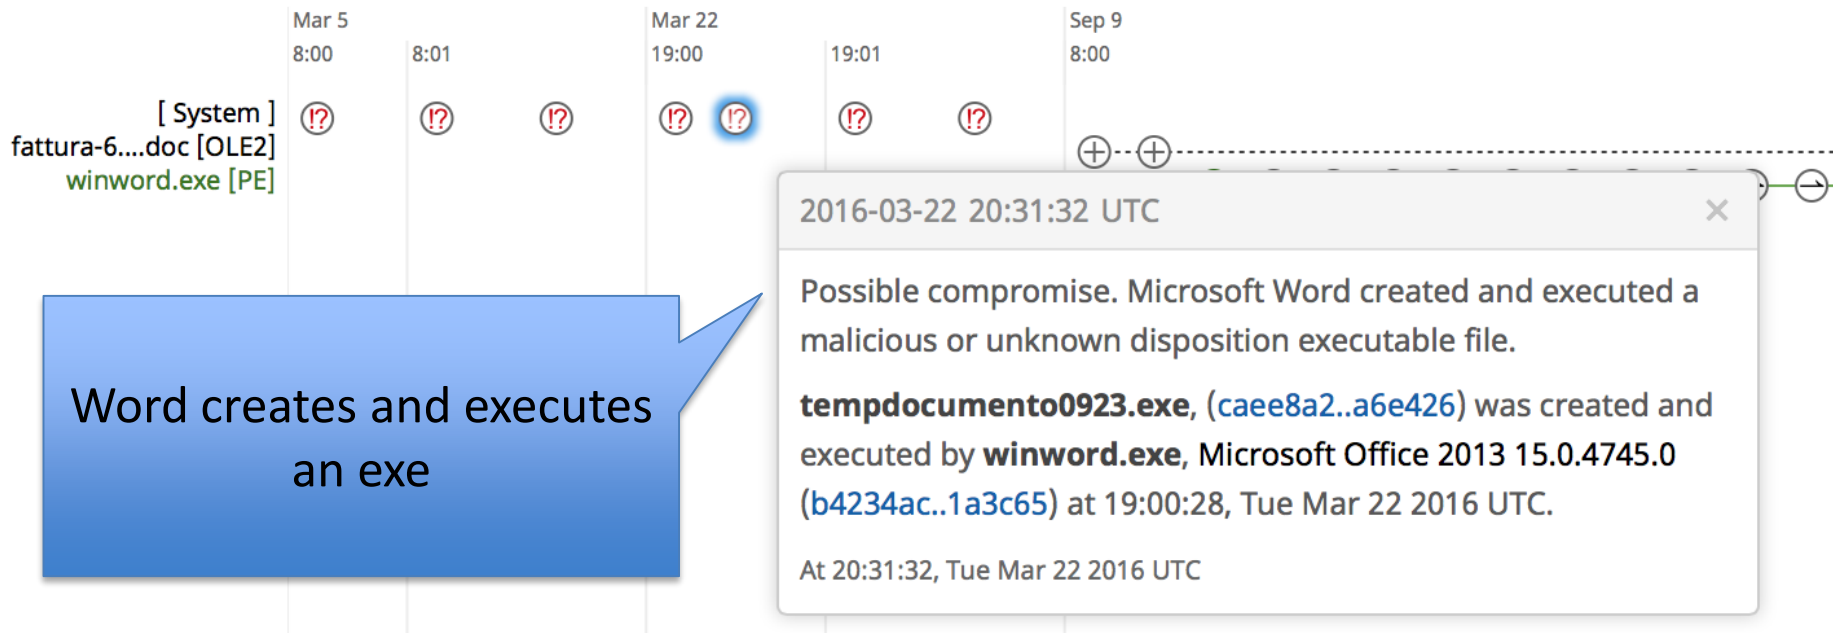 Mar 5
Mar 22
Sep 9
8:00
8:01
19:00
19:01
8:00
[ System ]
!?
!?
!?
!?
!?
!?
!?
fattura-6....doc [OLE2]
winword.exe [PE]
2016-03-22 20:31:32 UTC
Possible compromise. Microsoft Word created and executed a
malicious or unknown disposition executable file.
tempdocumento0923.exe, (caee8a2..a6e426) was created and
executed by winword.exe, Microsoft Office 2013 15.0.4745.0
(b4234ac..1a3c65) at 19:00:28, Tue Mar 22 2016 UTC.
At 20:31:32, Tue Mar 22 2016 UTC
Word creates and executes
an exe